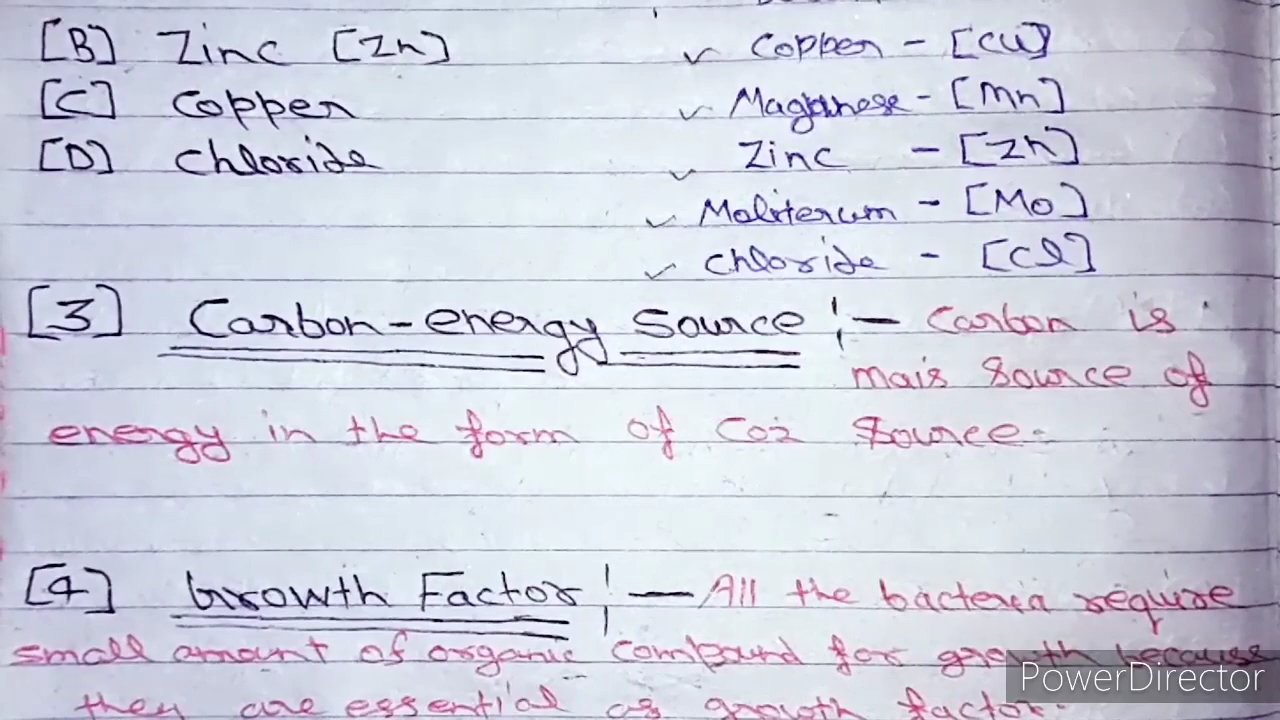 [B] Zinc [Zn]
✓ Copper - [Cu]
[C] Copper
✓ Maganese - [Mn]
[D] Chloride
✓ Zinc - [Zn]
✓ Moliterum - [Mo]
✓ Chloride - [Cl]
[3] Carbon-energy Source :- Carbon is
mais Source of
energy in the form of Co2 Source.
[4] Growth Factor :- All the bacteria require
small amount of organic compound for growth because
they are essential as growth factor.
PowerDirector